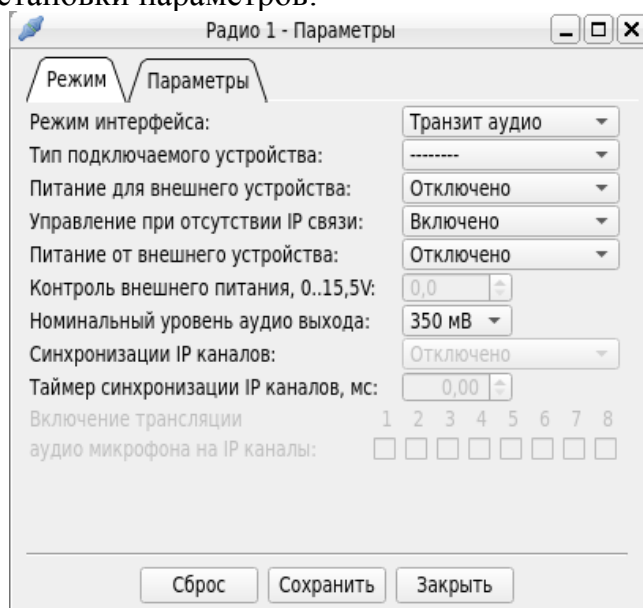 становки параметров.
Радио 1 - Параметры
Режим Параметры
Режим интерфейса: Транзит аудио
Тип подключаемого устройства: --------
Питание для внешнего устройства: Отключено
Управление при отсутствии IP связи: Включено
Питание от внешнего устройства: Отключено
Контроль внешнего питания, 0..15,5V: 0,0
Номинальный уровень аудио выхода: 350 мВ
Синхронизации IP каналов: Отключено
Таймер синхронизации IP каналов, мс: 0,00
Включение трансляции 1 2 3 4 5 6 7 8
аудио микрофона на IP каналы:
Сброс Сохранить Закрыть